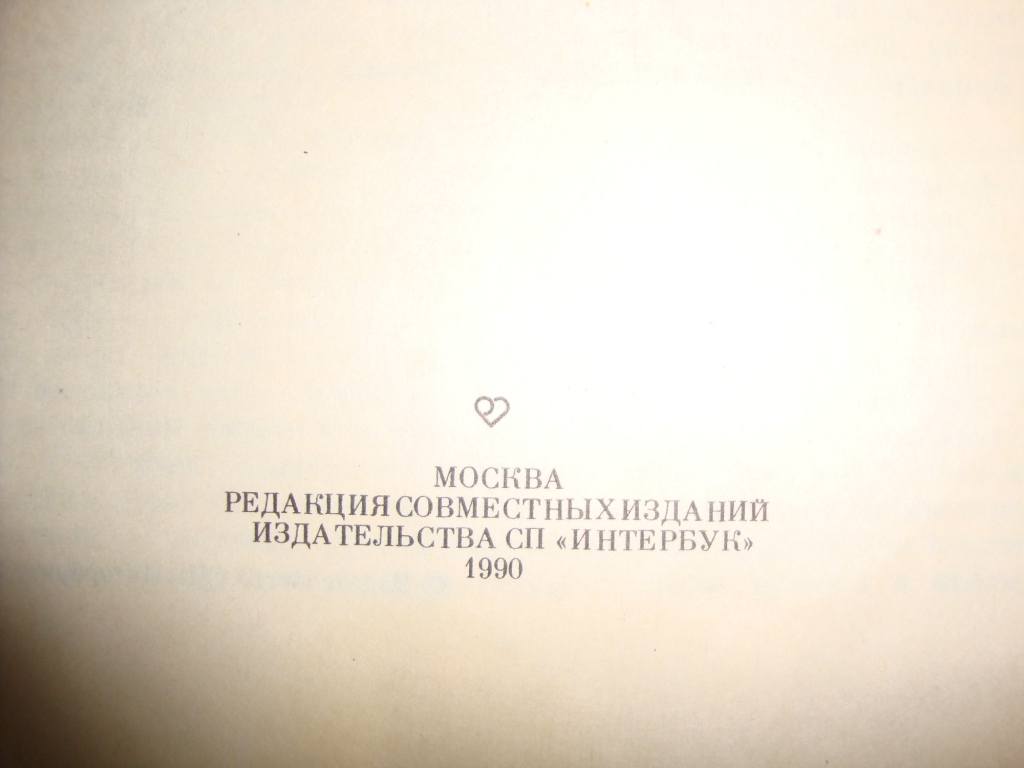 МОСКВА
РЕДАКЦИЯ СОВМЕСТНЫХ ИЗДАНИЙ
ИЗДАТЕЛЬСТВА СП «ИНТЕРБУК»
1990